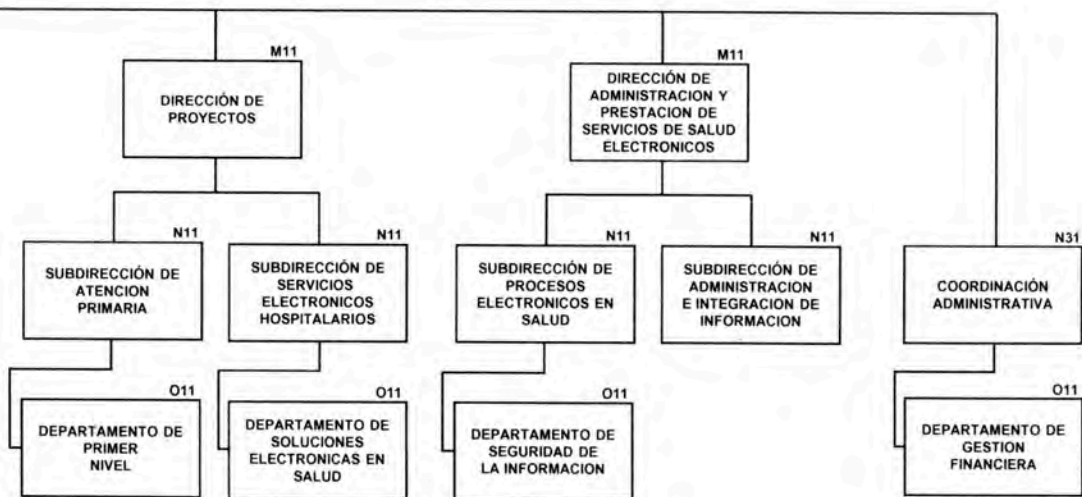 M11
DIRECCIÓN DE
PROYECTOS
M11
DIRECCIÓN DE
ADMINISTRACION Y
PRESTACION DE
SERVICIOS DE SALUD
ELECTRONICOS
N11
SUBDIRECCIÓN DE
ATENCION
PRIMARIA
N11
SUBDIRECCIÓN DE
SERVICIOS
ELECTRONICOS
HOSPITALARIOS
N11
SUBDIRECCIÓN DE
PROCESOS
ELECTRONICOS EN
SALUD
N11
SUBDIRECCIÓN DE
ADMINISTRACION
E INTEGRACION DE
INFORMACION
N31
COORDINACIÓN
ADMINISTRATIVA
O11
DEPARTAMENTO DE
PRIMER
NIVEL
O11
DEPARTAMENTO DE
SOLUCIONES
ELECTRONICAS EN
SALUD
O11
DEPARTAMENTO DE
SEGURIDAD DE
LA INFORMACION
O11
DEPARTAMENTO DE
GESTION
FINANCIERA